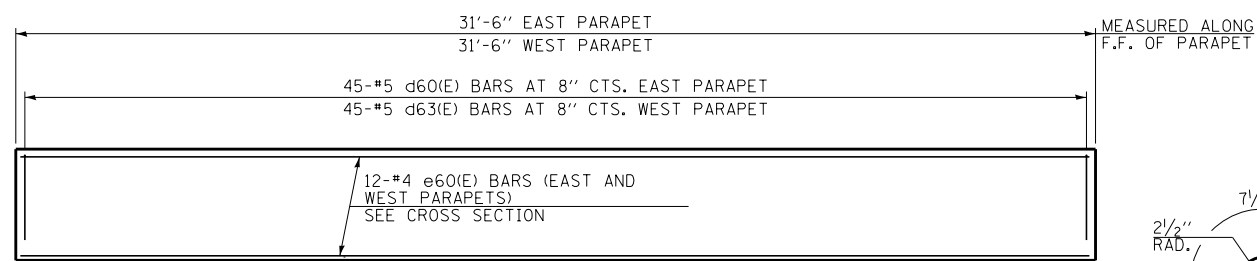 31'-6" EAST PARAPET
31'-6" WEST PARAPET
MEASURED ALONG
F.F. OF PARAPET
45-#5 d60(E) BARS AT 8" CTS. EAST PARAPET
45-#5 d63(E) BARS AT 8" CTS. WEST PARAPET
12-#4 e60(E) BARS (EAST AND
WEST PARAPETS)
SEE CROSS SECTION
2 1/2"
RAD.